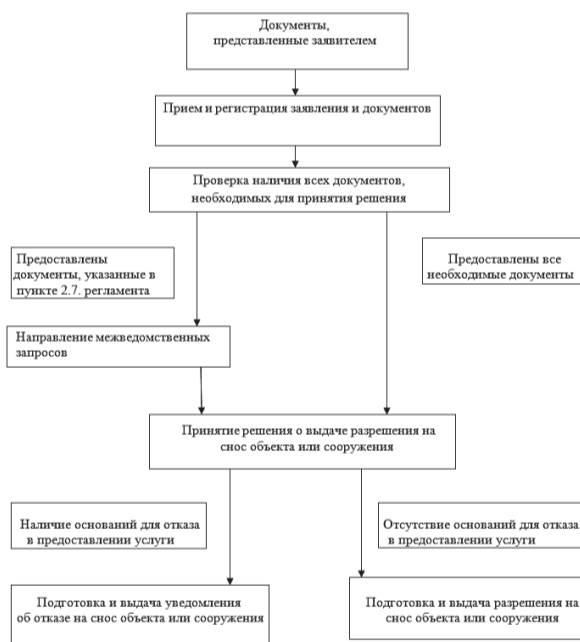 Документы,
представленные заявителем
Прием и регистрация заявления и документов
Проверка наличия всех документов,
необходимых для принятия решения
Предоставлены
документы, указанные в
пункте 2.7. регламента
Предоставлены все
необходимые документы
Направление межведомственных
запросов
Принятие решения о выдаче разрешения на
снос объекта или сооружения
Наличие оснований для отказа
в предоставлении услуги
Отсутствие оснований для отказа
в предоставлении услуги
Подготовка и выдача уведомления
об отказе на снос объекта или сооружения
Подготовка и выдача разрешения на
снос объекта или сооружения